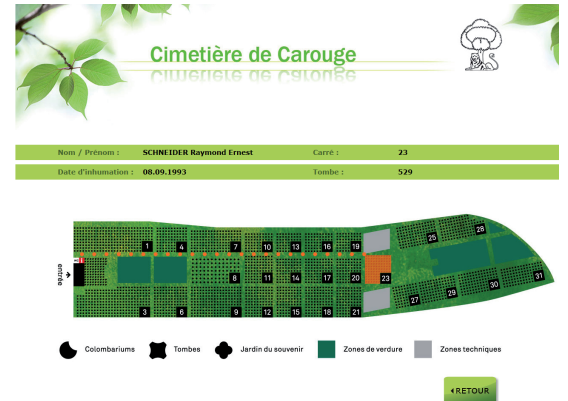 Cimetière de Carouge
Nom / Prénom : SCHNEIDER Raymond Ernest Carré : 23
Date d'inhumation : 08.09.1993 Tombe : 529
1 4 7 10 13 16 19 25 28
entrée 8 11 14 17 20 23 31
3 6 9 12 15 18 21 27 29 30
Colombariums Tombes Jardin du souvenir Zones de verdure Zones techniques
RETOUR